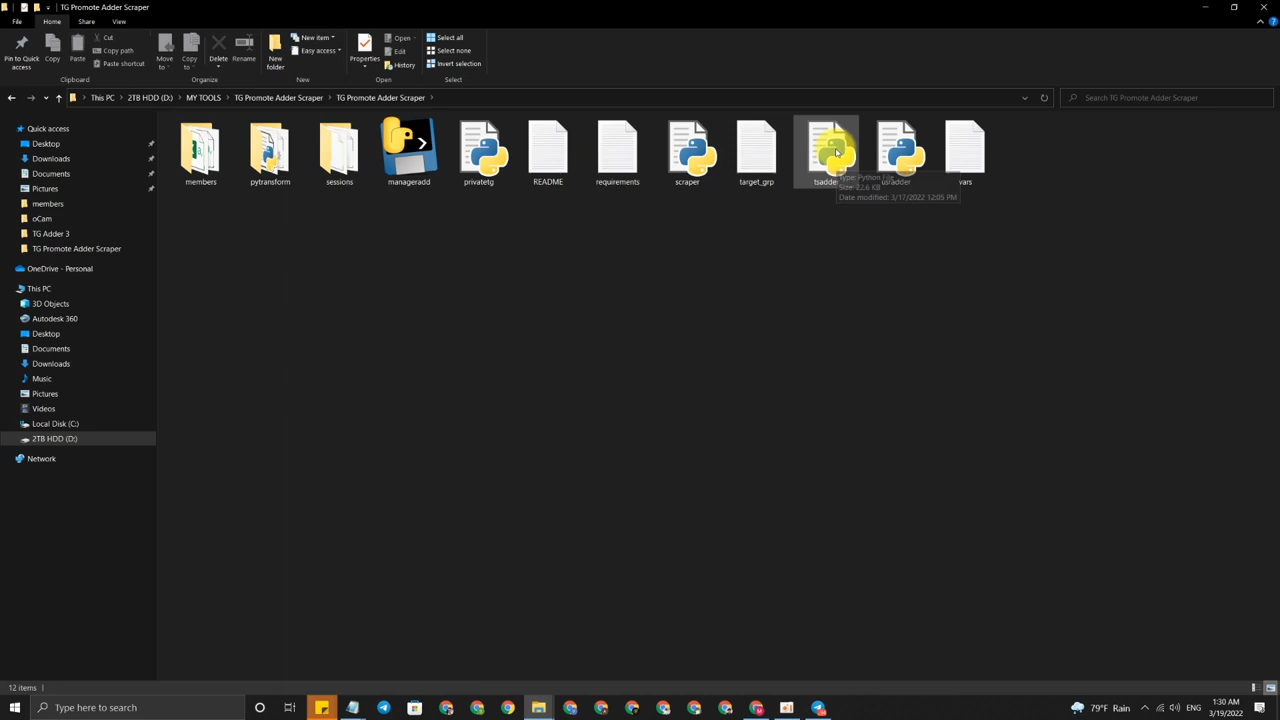 TG Promote Adder Scraper
File Home Share View
Pin to Quick access
Copy
Paste
Cut
Copy path
Paste shortcut
Clipboard
Move to
Copy to
Delete
Rename
Organize
New folder
New item
Easy access
New
Properties
Open
Edit
History
Open
Select all
Select none
Invert selection
Select
This PC > 2TB HDD (D:) > MY TOOLS > TG Promote Adder Scraper > TG Promote Adder Scraper >
Search TG Promote Adder Scraper
Quick access
Desktop
Downloads
Documents
Pictures
members
oCam
TG Adder 3
TG Promote Adder Scraper
OneDrive - Personal
This PC
3D Objects
Autodesk 360
Desktop
Documents
Downloads
Music
Pictures
Videos
Local Disk (C:)
2TB HDD (D:)
Network
members
pytransform
sessions
manageradd
privatetg
README
requirements
scraper
target_grp
tsadder
usradder
vars
Type: Python File
Size: 22.6 KB
Date modified: 3/17/2022 12:05 PM
12 items
Type here to search
79°F Rain
ENG
1:30 AM
3/19/2022